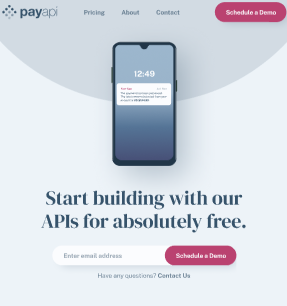 payapi
Pricing
About
Contact
Schedule a Demo
12:49
Start building with our
APIs for absolutely free.
Enter email address
Schedule a Demo
Have any questions? Contact Us